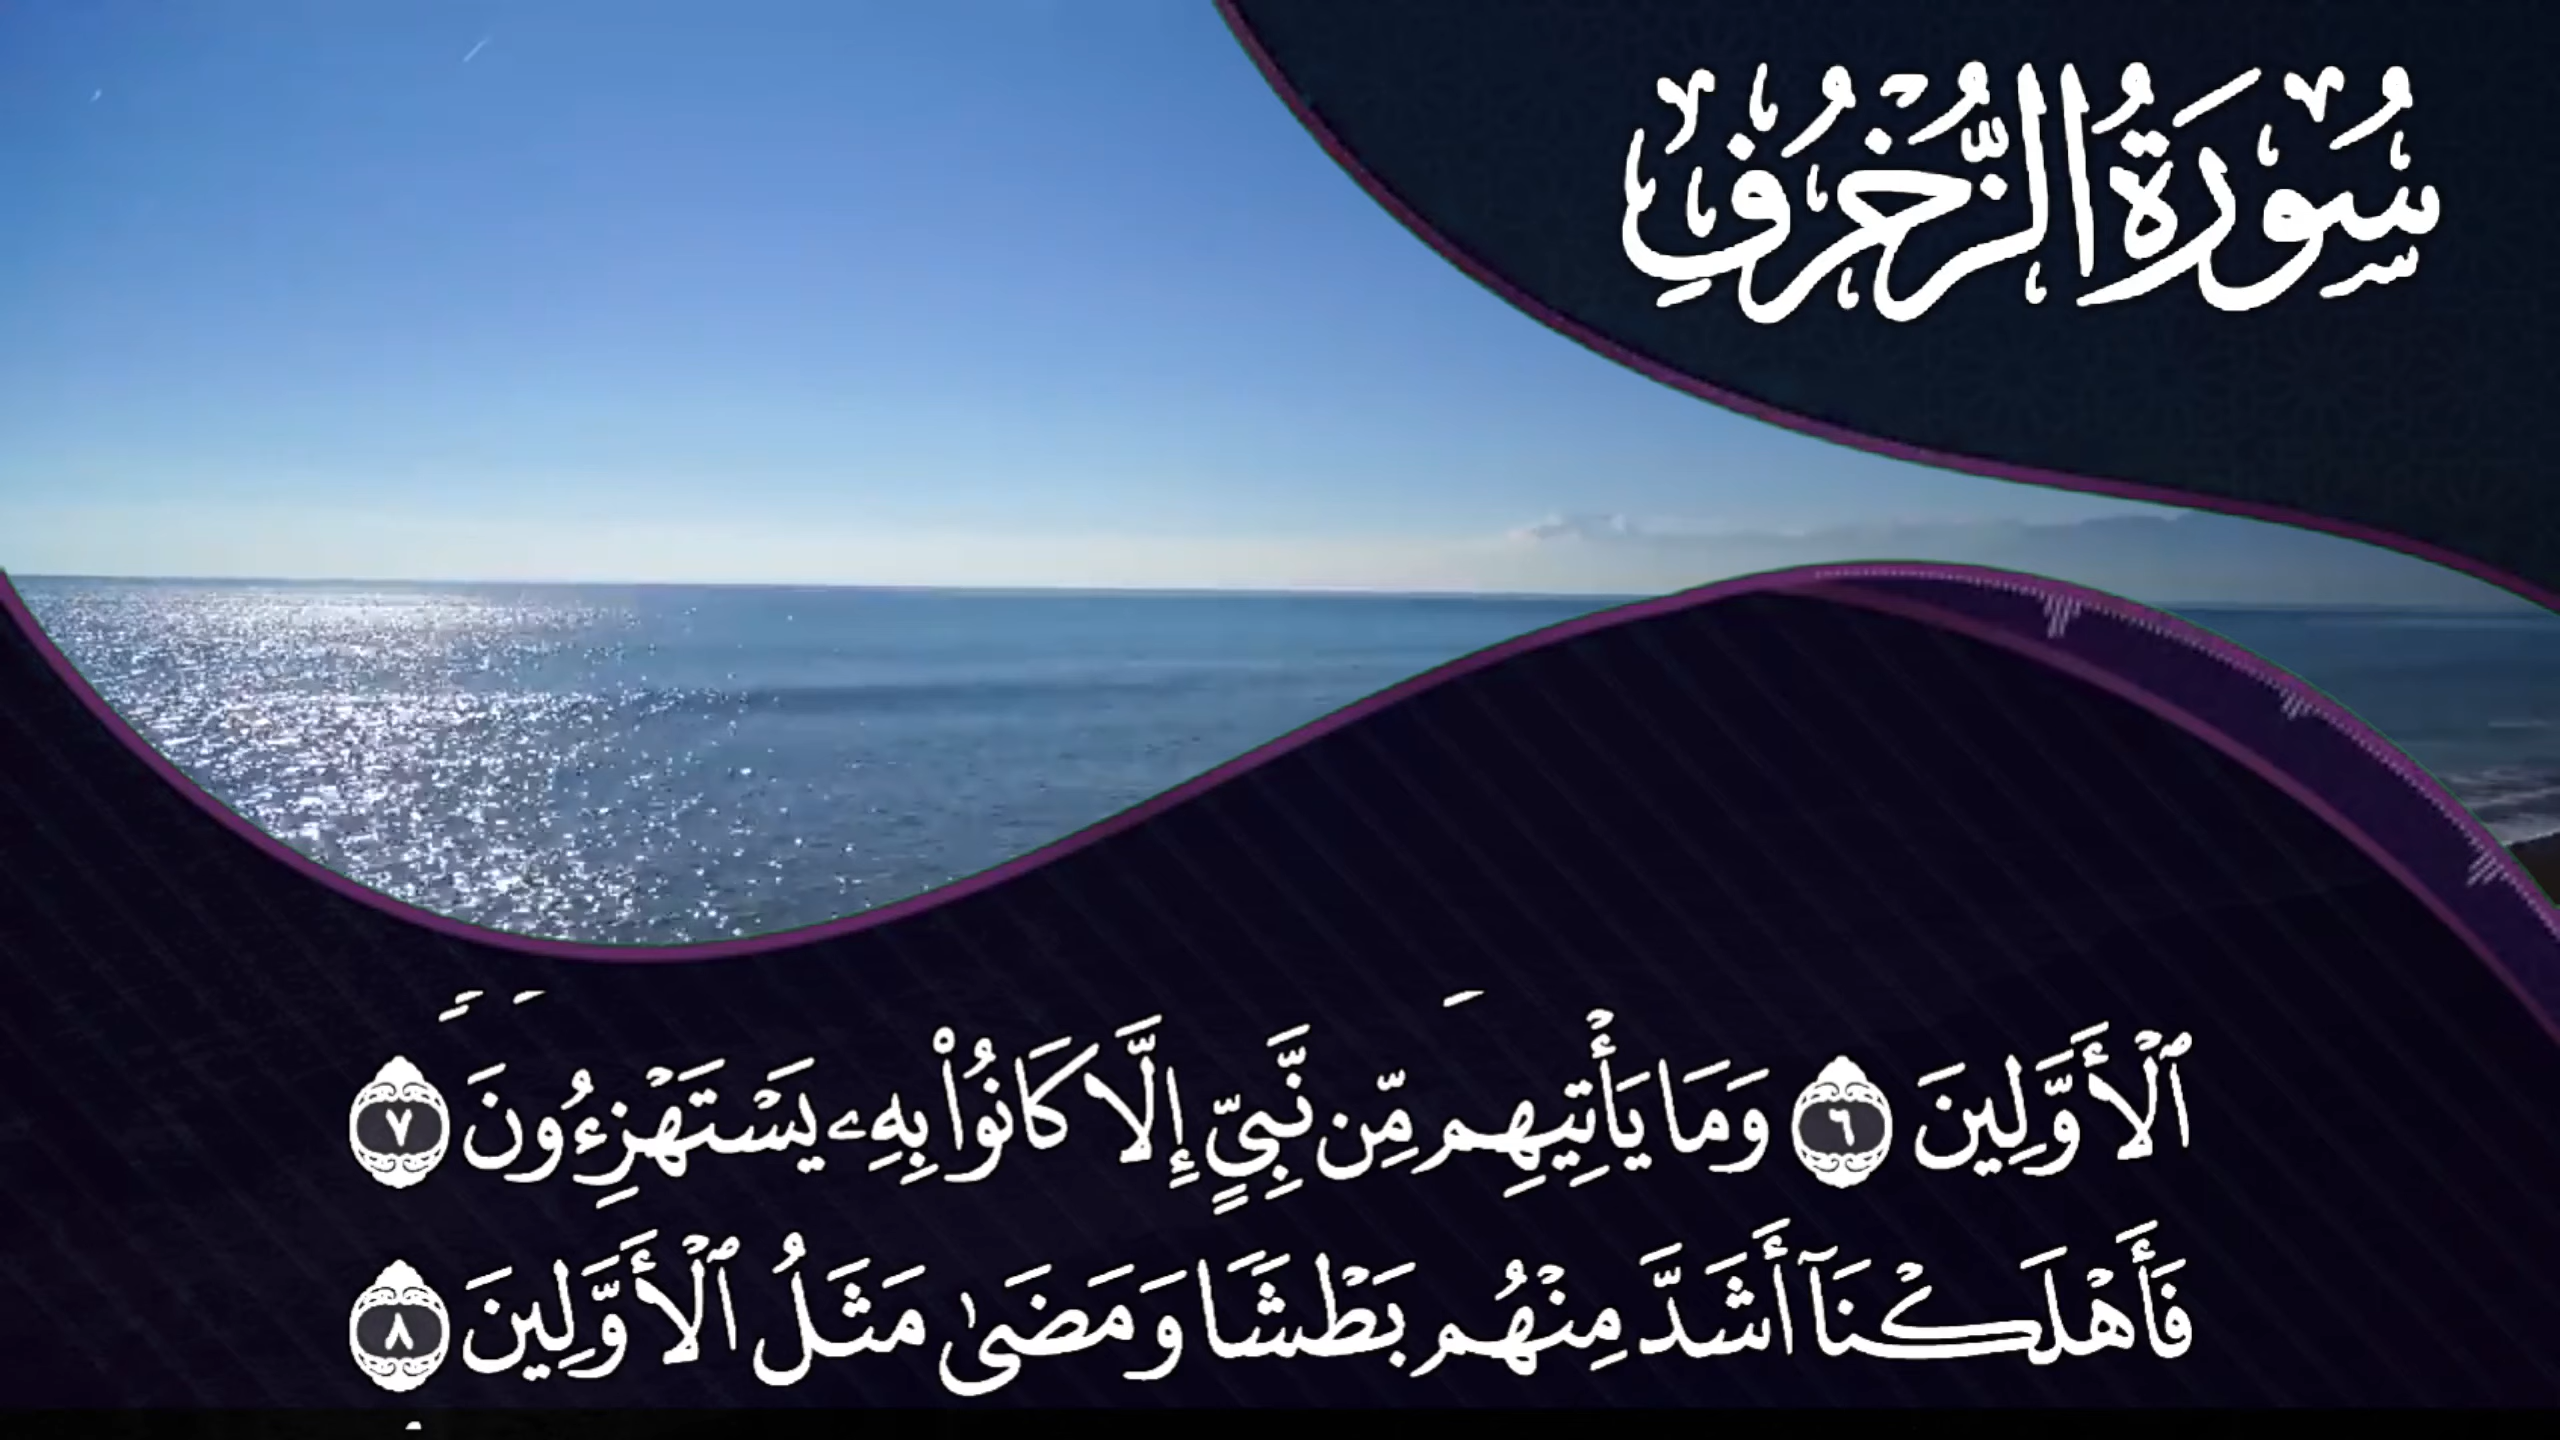 سُورَةُ الزُّخْرُفِ
ٱلْأَوَّلِينَ ٦ وَمَا يَأْتِيهِم مِّن نَّبِيٍّ إِلَّا كَانُوا۟ بِهِۦ يَسْتَهْزِءُونَ ٧
فَأَهْلَكْنَآ أَشَدَّ مِنْهُم بَطْشًا وَمَضَىٰ مَثَلُ ٱلْأَوَّلِينَ ٨